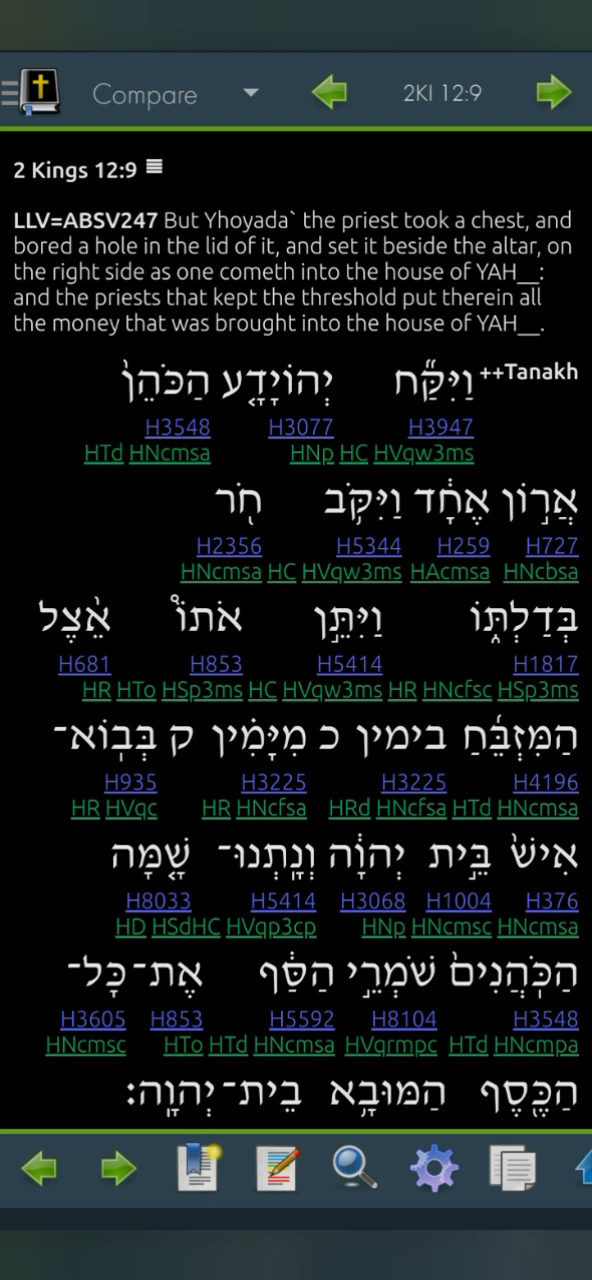 Compare
2KI 12:9
2 Kings 12:9
LLV=ABSV247 But Yhoyada` the priest took a chest, and
bored a hole in the lid of it, and set it beside the altar, on
the right side as one cometh into the house of YAH__:
and the priests that kept the threshold put therein all
the money that was brought into the house of YAH__.
++Tanakh וַיִּקַּ֞ח יְהוֹיָדָ֤ע הַכֹּהֵן֙
H3548 H3077 H3947
HTd HNcmsa HNp HC HVqw3ms
אֲר֣וֹן אֶחָ֔ד וַיִּקֹּ֥ב חֹ֖ר
H2356 H5344 H259 H727
HNcmsa HC HVqw3ms HAcmsa HNcbsa
בְּדַלְתּ֑וֹ וַיִּתֵּ֣ן אֹתוֹ֩ אֵ֨צֶל
H681 H853 H5414 H1817
HR HTo HSp3ms HC HVqw3ms HR HNcfsc HSp3ms
הַמִּזְבֵּ֜חַ בימין כ מִיָּמִ֗ין ק בְּבֽוֹא־
H935 H3225 H3225 H4196
HR HVqc HR HNcfsa HRd HNcfsa HTd HNcmsa
אִישׁ֙ בֵּ֣ית יְהוָ֔ה וְנָֽתְנוּ־ שָׁ֤מָּה
H8033 H5414 H3068 H1004 H376
HD HSdHC HVqp3cp HNp HNcmsc HNcmsa
הַכֹּֽהֲנִים֙ שֹׁמְרֵ֣י הַסַּ֔ף אֶת־כָּל־
H3605 H853 H5592 H8104 H3548
HNcmsc HTo HTd HNcmsa HVqrmpc HTd HNcmpa
הַכֶּ֖סֶף הַמּוּבָ֥א בֵית־יְהוָֽה׃